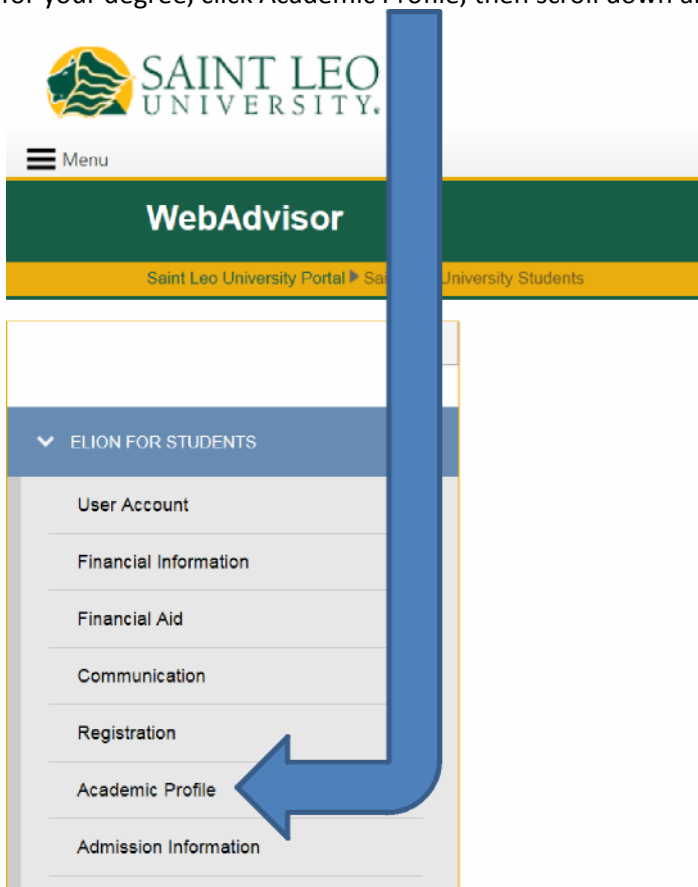 for your degree, click Academic Profile, then scroll down
SAINT LEO
UNIVERSITY
Menu
WebAdvisor
Saint Leo University Portal University Students
ELION FOR STUDENTS
User Account
Financial Information
Financial Aid
Communication
Registration
Academic Profile
Admission Information